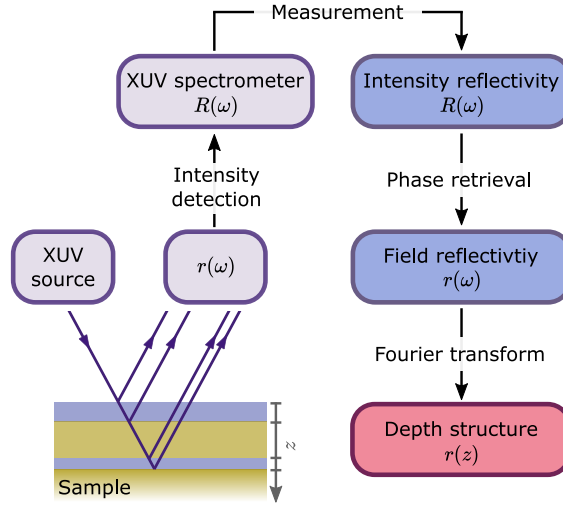 Measurement
XUV spectrometer
R(ω)
Intensity reflectivity
R(ω)
Intensity
detection
Phase retrieval
XUV
source
r(ω)
Field reflectivtiy
r(ω)
Fourier transform
Depth structure
r(z)
z
Sample